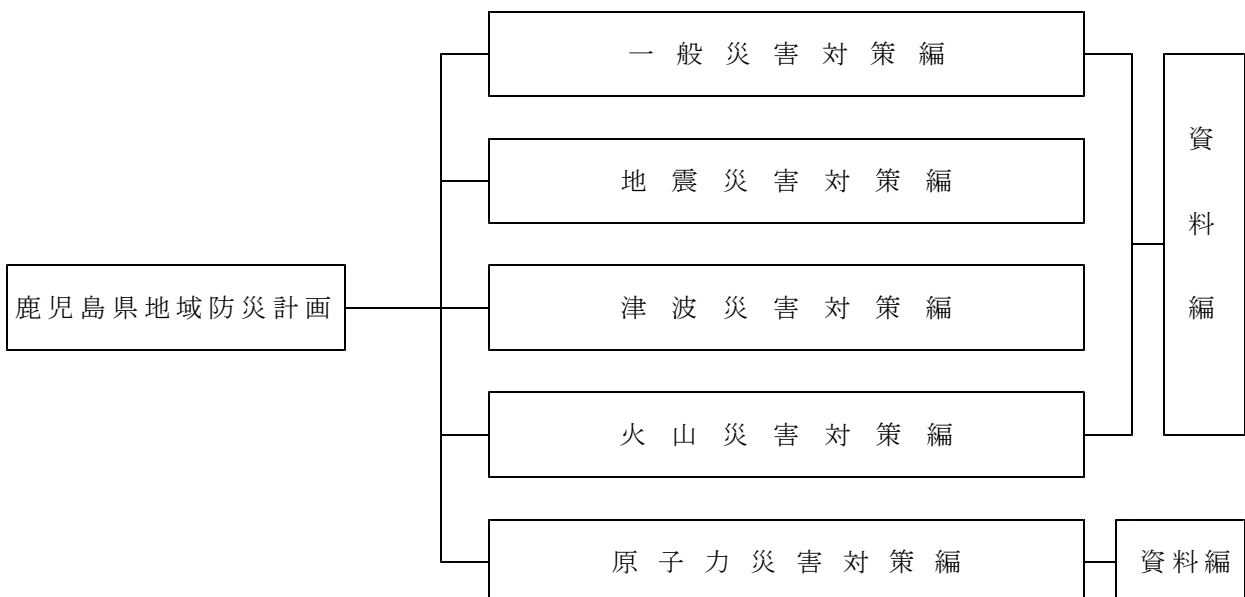 鹿児島県地域防災計画
一般災害対策編
地震災害対策編
津波災害対策編
火山災害対策編
原子力災害対策編
資料編
資料編